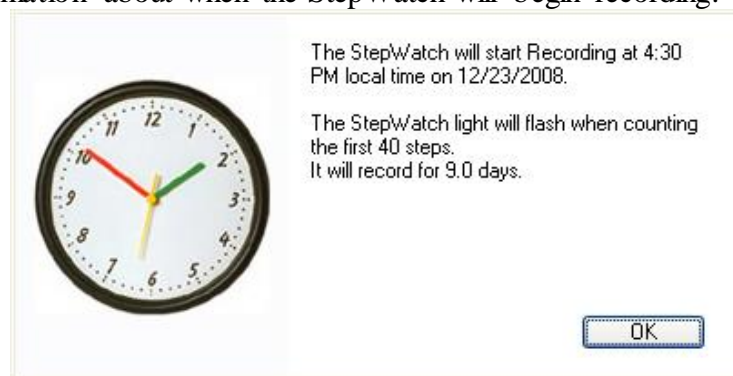 about when the StepWatch will begin recording.
The StepWatch will start Recording at 4:30
PM local time on 12/23/2008.
The StepWatch light will flash when counting
the first 40 steps.
It will record for 9.0 days.
12
1
2
3
4
5
6
7
8
9
10
11
OK